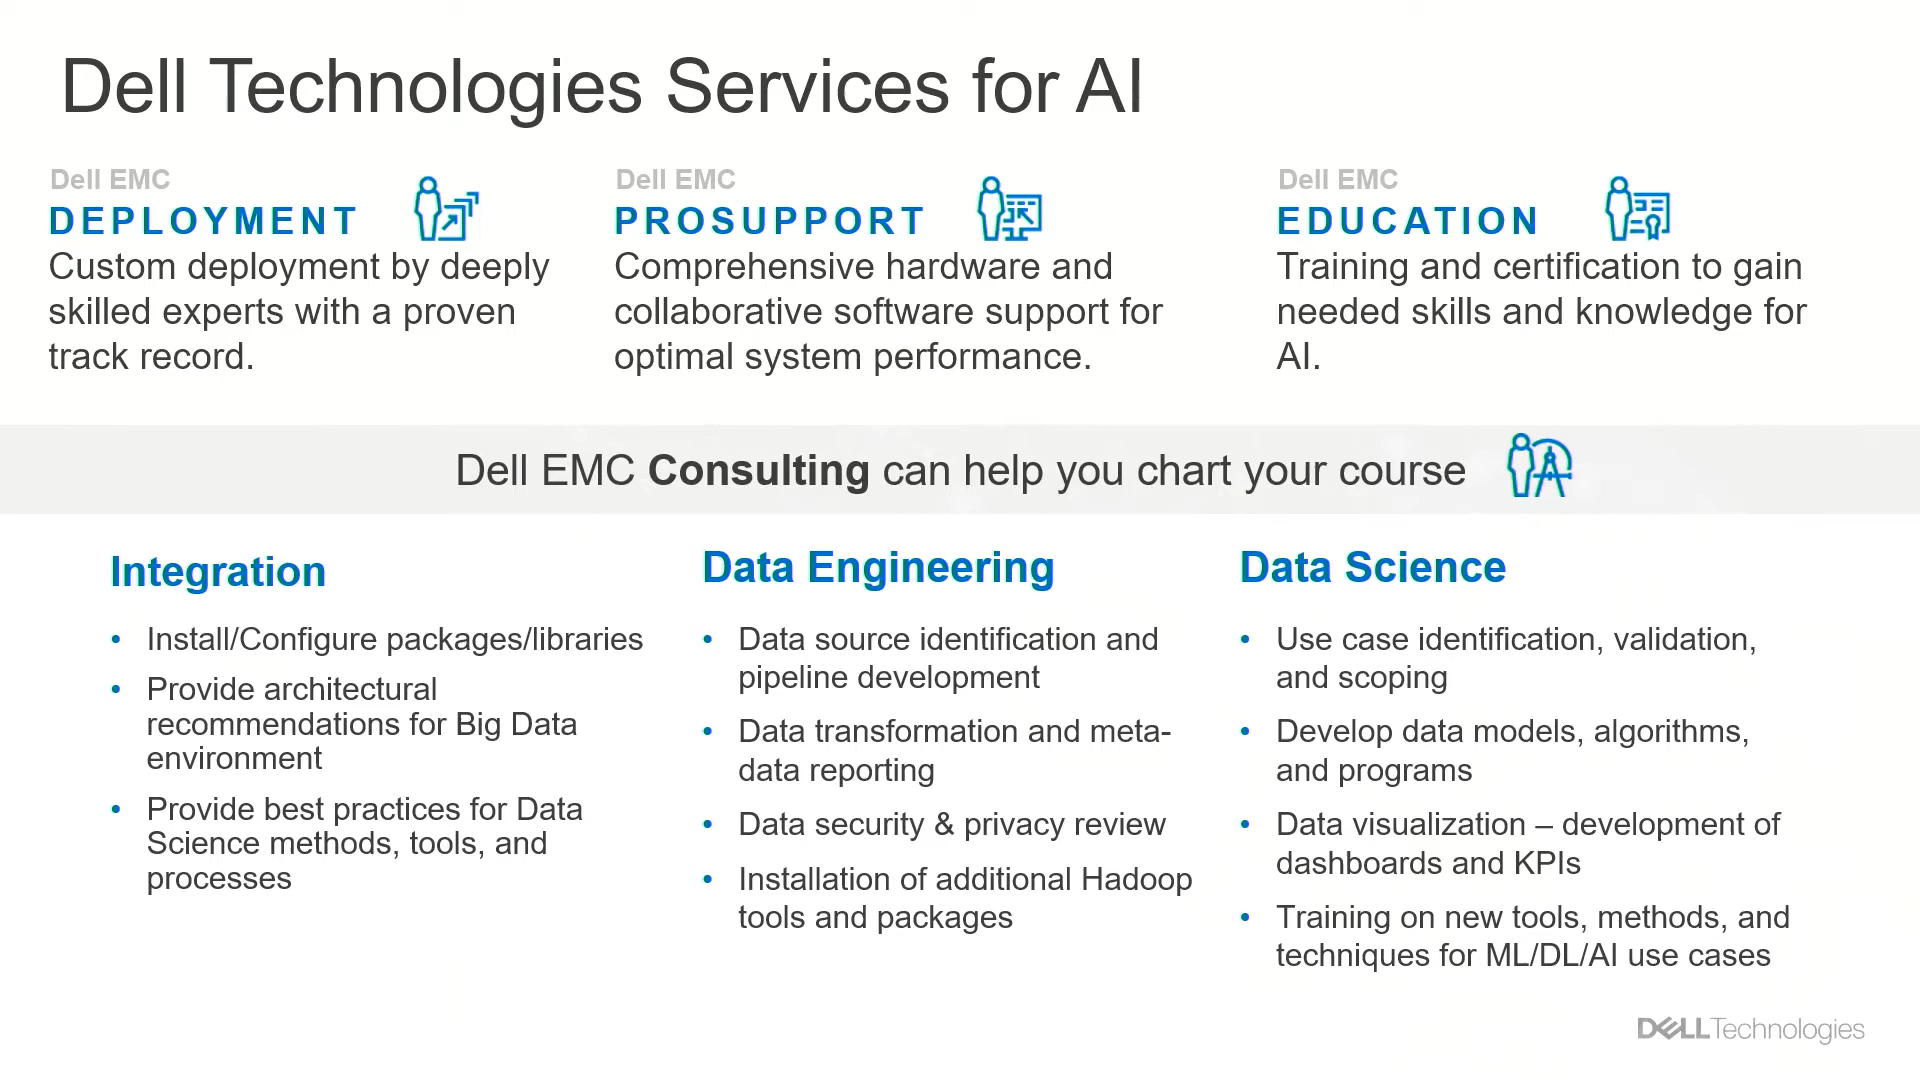 Dell Technologies Services for AI
Dell EMC
DEPLOYMENT
Custom deployment by deeply
skilled experts with a proven
track record.
Dell EMC
PROSUPPORT
Comprehensive hardware and
collaborative software support for
optimal system performance.
Dell EMC
EDUCATION
Training and certification to gain
needed skills and knowledge for
AI.
Dell EMC Consulting can help you chart your course
Integration
• Install/Configure packages/libraries
• Provide architectural
recommendations for Big Data
environment
• Provide best practices for Data
Science methods, tools, and
processes
Data Engineering
• Data source identification and
pipeline development
• Data transformation and meta-
data reporting
• Data security & privacy review
• Installation of additional Hadoop
tools and packages
Data Science
• Use case identification, validation,
and scoping
• Develop data models, algorithms,
and programs
• Data visualization – development of
dashboards and KPIs
• Training on new tools, methods, and
techniques for ML/DL/AI use cases
DELLTechnologies